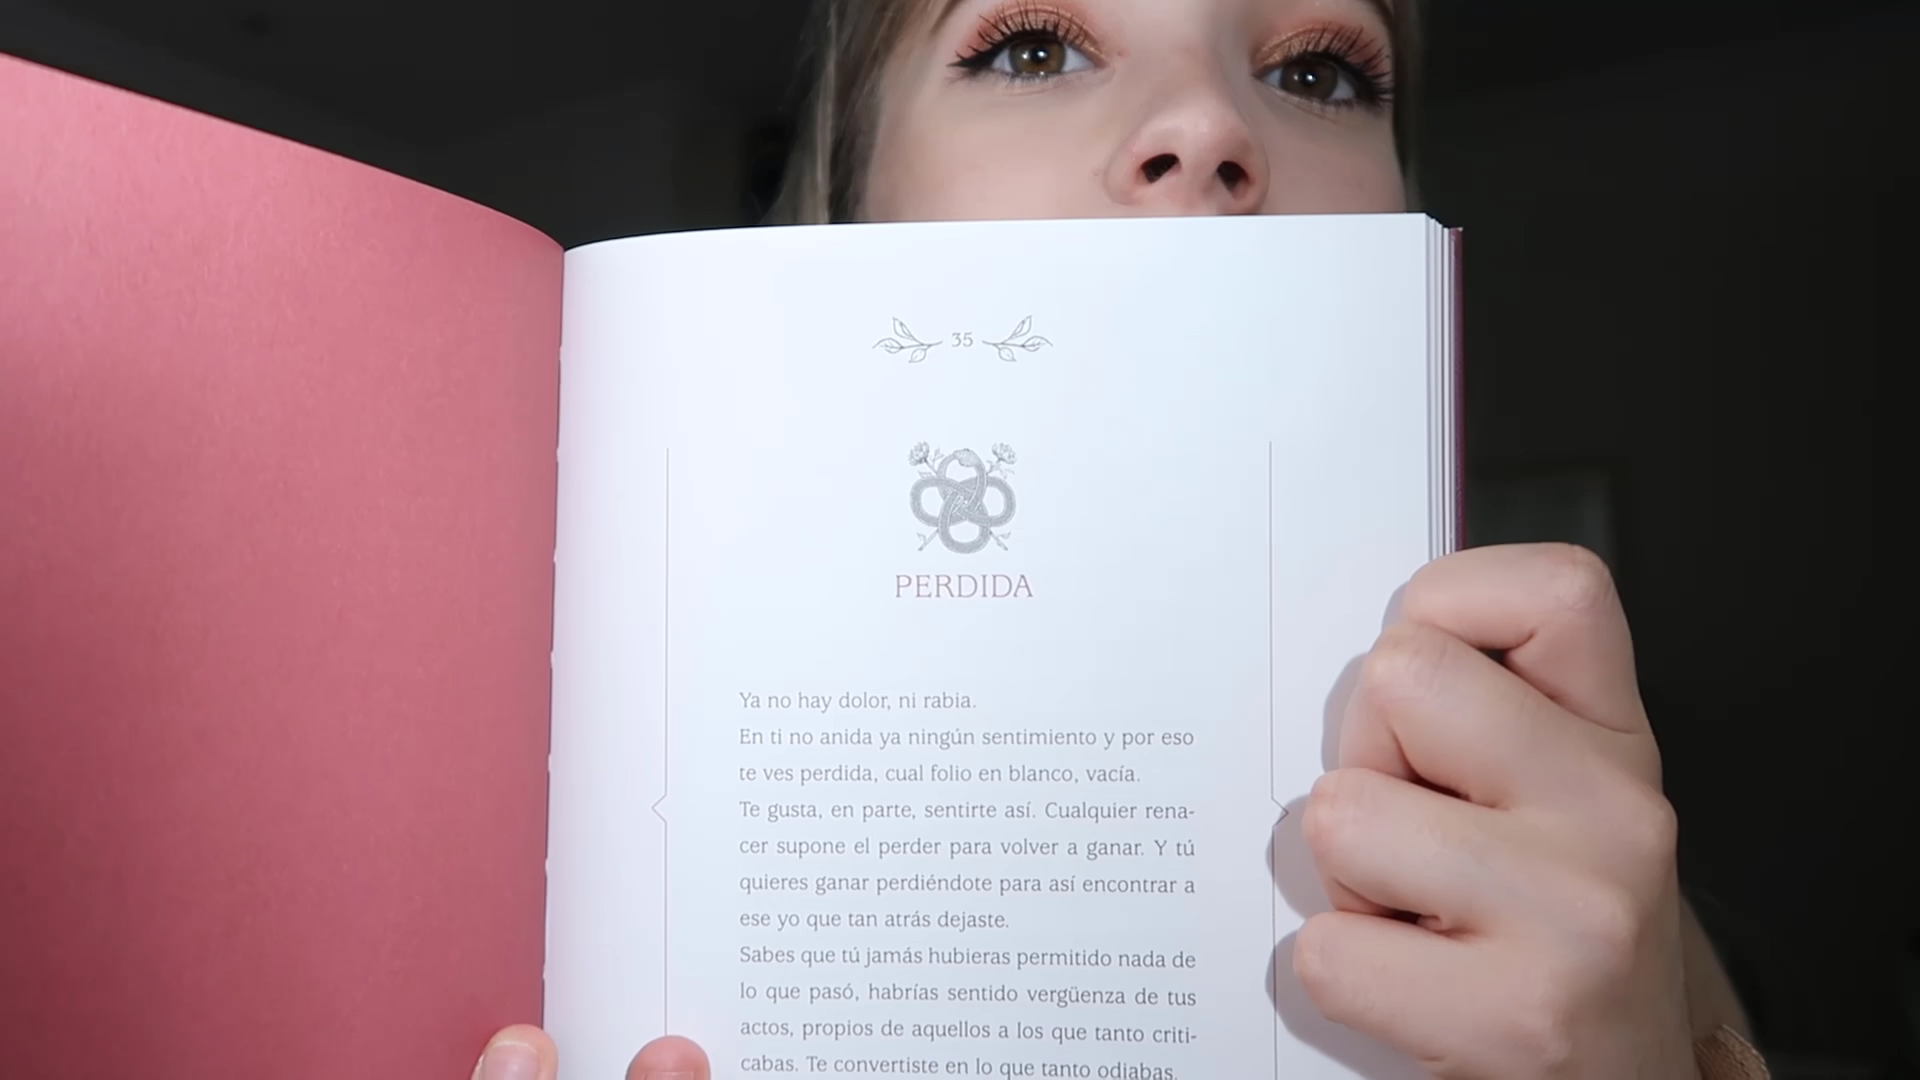 35
PERDIDA
Ya no hay dolor, ni rabia.
En ti no anida ya ningún sentimiento y por eso
te ves perdida, cual folio en blanco, vacía.
Te gusta, en parte, sentirte así. Cualquier rena-
cer supone el perder para volver a ganar. Y tú
quieres ganar perdiéndote para así encontrar a
ese yo que tan atrás dejaste.
Sabes que tú jamás hubieras permitido nada de
lo que pasó, habrías sentido vergüenza de tus
actos, propios de aquellos a los que tanto criti-
cabas. Te convertiste en lo que tanto odiabas.